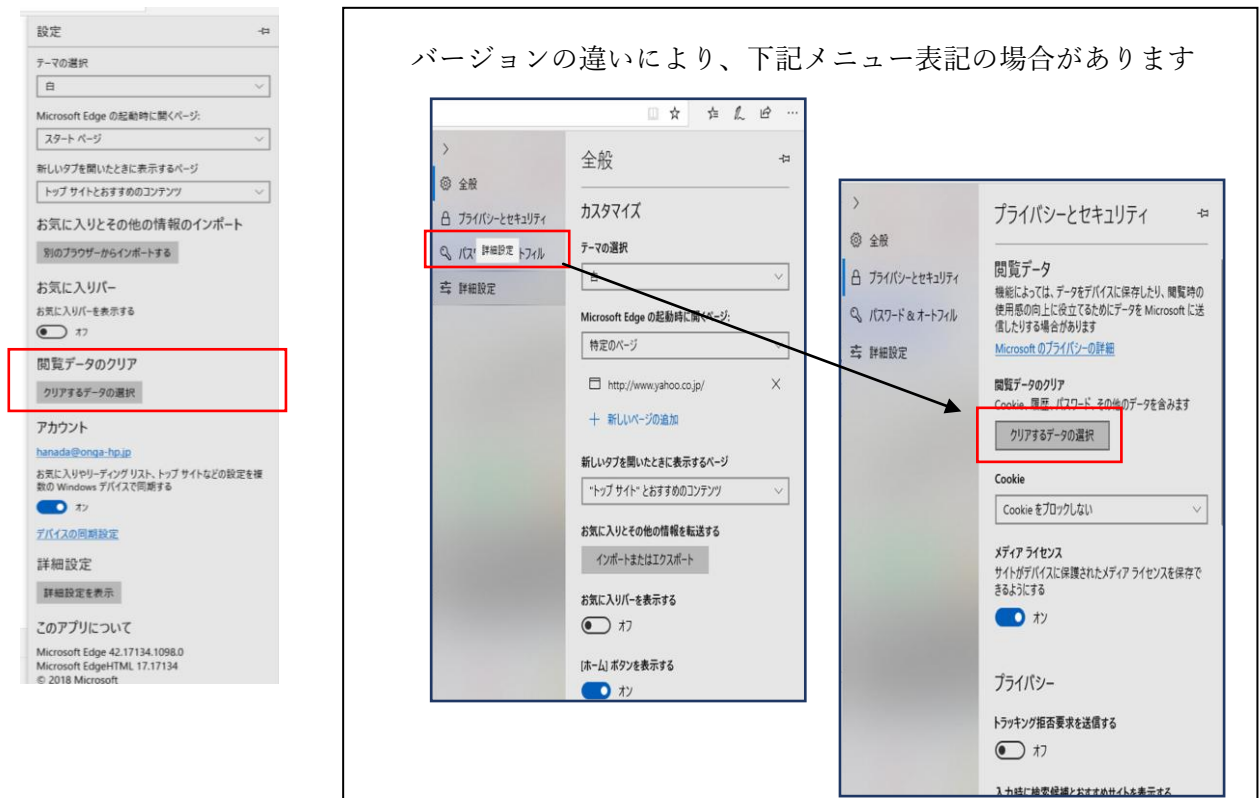 設定
テーマの選択
白
Microsoft Edge の起動時に開くページ:
スタート ページ
新しいタブを開いたときに表示するページ
トップ サイトとおすすめのコンテンツ
お気に入りとその他の情報のインポート
別のブラウザーからインポートする
お気に入りバー
お気に入りバーを表示する
オフ
閲覧データのクリア
クリアするデータの選択
アカウント
hanada@onga-hp.jp
お気に入りやリーディング リスト、トップ サイトなどの設定を複
数の Windows デバイスで同期する
オン
デバイスの同期設定
詳細設定
詳細設定を表示
このアプリについて
Microsoft Edge 42.17134.1098.0
Microsoft EdgeHTML 17.17134
© 2018 Microsoft
バージョンの違いにより、下記メニュー表記の場合があります
全般
プライバシーとセキュリティ
パスワ
詳細設定
トフィル
詳細設定
全般
カスタマイズ
テーマの選択
白
Microsoft Edge の起動時に開くページ:
特定のページ
http://www.yahoo.co.jp/
新しいページの追加
新しいタブを開いたときに表示するページ
"トップ サイト" とおすすめのコンテンツ
お気に入りとその他の情報を転送する
インポートまたはエクスポート
お気に入りバーを表示する
オフ
[ホーム] ボタンを表示する
オン
全般
プライバシーとセキュリティ
パスワード & オートフィル
詳細設定
プライバシーとセキュリティ
閲覧データ
機能によっては、データをデバイスに保存したり、閲覧時の
使用感の向上に役立てるためにデータを Microsoft に送
信したりする場合があります
Microsoft のプライバシーの詳細
閲覧データのクリア
Cookie、履歴、パスワード、その他のデータを含みます
クリアするデータの選択
Cookie
Cookie をブロックしない
メディア ライセンス
サイトがデバイスに保護されたメディア ライセンスを保存で
きるようにする
オン
プライバシー
トラッキング拒否要求を送信する
オフ
入力時に検索候補とおすすめサイトを表示する